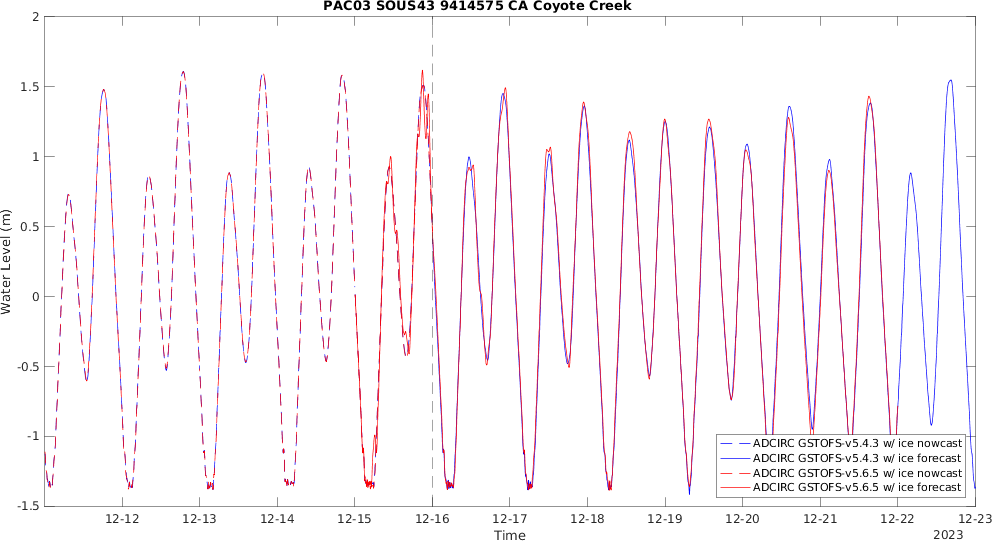 PAC03 SOUS43 9414575 CA Coyote Creek
2
1.5
1
0.5
0
-0.5
-1
-1.5
Water Level (m)
ADCIRC GSTOFS-v5.4.3 w/ ice nowcast
ADCIRC GSTOFS-v5.4.3 w/ ice forecast
ADCIRC GSTOFS-v5.6.5 w/ ice nowcast
ADCIRC GSTOFS-v5.6.5 w/ ice forecast
12-12 12-13 12-14 12-15 12-16 12-17 12-18 12-19 12-20 12-21 12-22 12-23
Time
2023